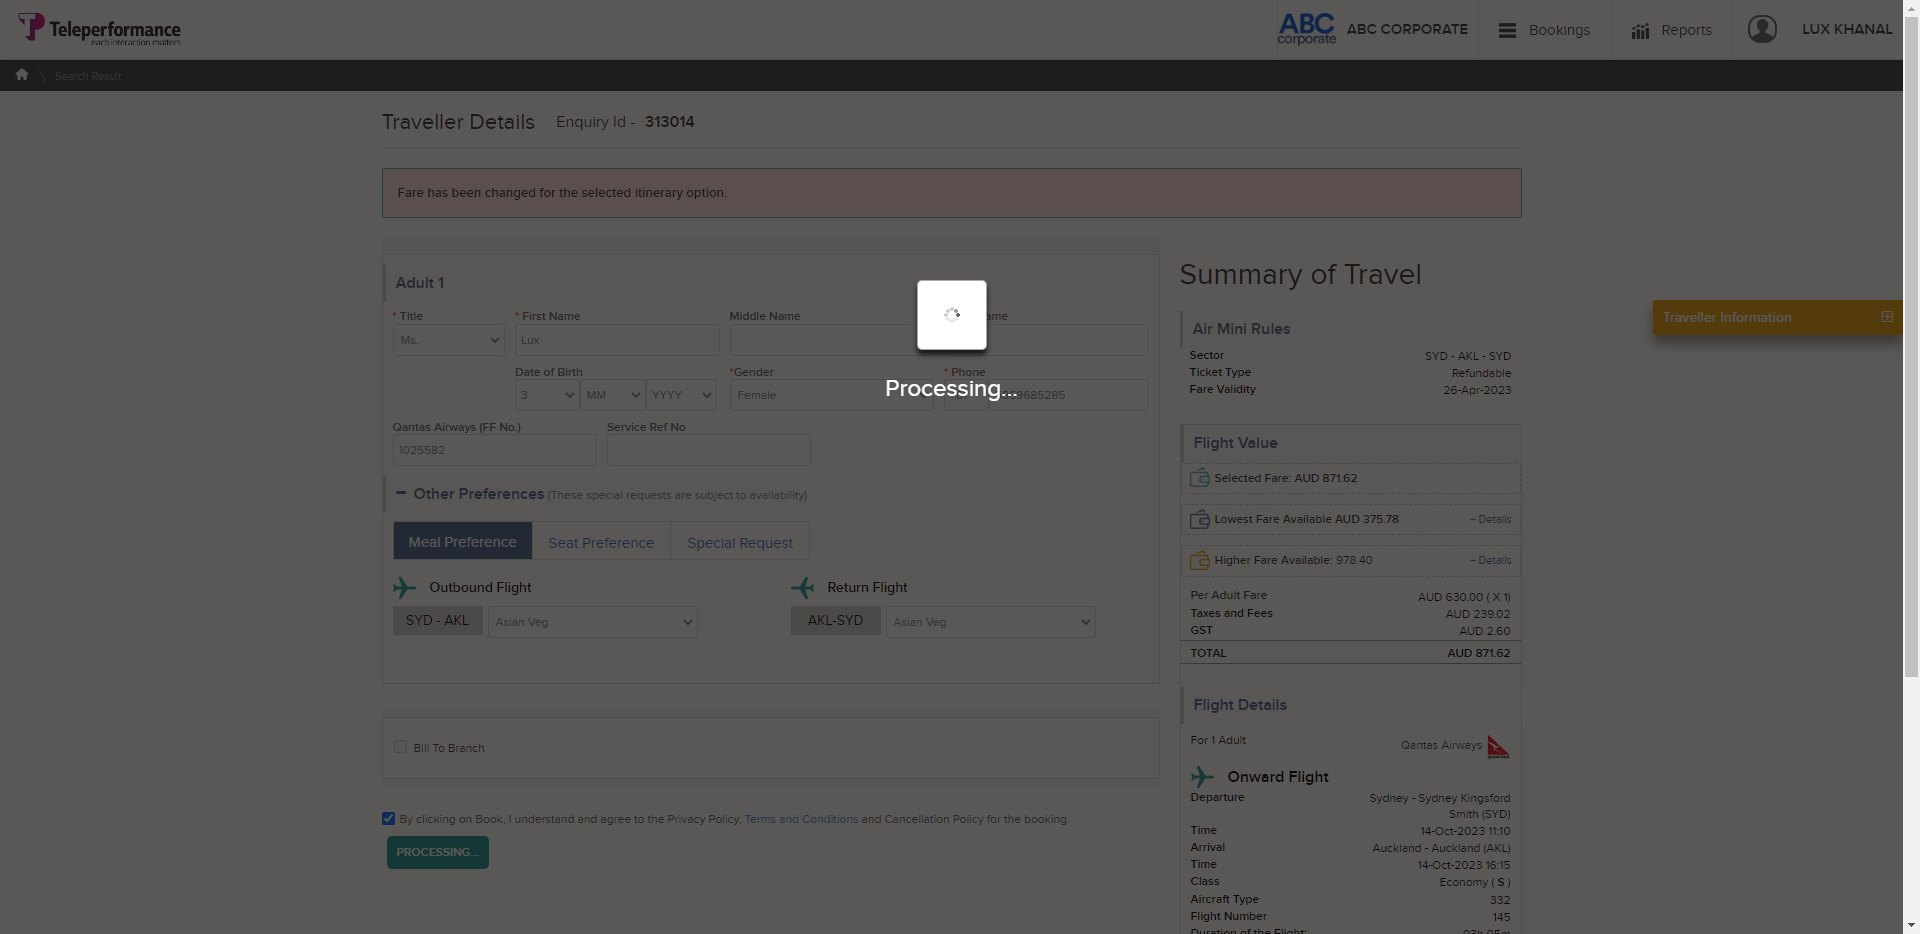 Teleperformance
each interaction matters
ABC
corporate
ABC CORPORATE
Bookings
Reports
LUX KHANAL
Search Result
Traveller Details Enquiry Id - 313014
Fare has been changed for the selected itinerary option.
Adult 1
* Title
* First Name
Middle Name
ame
Ms.
Lux
Date of Birth
*Gender
* Phone
3
MM
YYYY
Female
9685285
Processing...
Qantas Airways (FF No.)
Service Ref No
1025582
Other Preferences (These special requests are subject to availability)
Meal Preference
Seat Preference
Special Request
Outbound Flight
Return Flight
SYD - AKL
Asian Veg
AKL-SYD
Asian Veg
Bill To Branch
By clicking on Book, I understand and agree to the Privacy Policy, Terms and Conditions and Cancellation Policy for the booking.
PROCESSING...
Summary of Travel
Air Mini Rules
Sector SYD - AKL - SYD
Ticket Type Refundable
Fare Validity 26-Apr-2023
Flight Value
Selected Fare: AUD 871.62
Lowest Fare Available AUD 375.78 - Details
Higher Fare Available: 978.40 - Details
Per Adult Fare AUD 630.00 ( X 1)
Taxes and Fees AUD 239.02
GST AUD 2.60
TOTAL AUD 871.62
Flight Details
For 1 Adult Qantas Airways
Onward Flight
Departure Sydney - Sydney Kingsford
Smith (SYD)
Time 14-Oct-2023 11:10
Arrival Auckland - Auckland (AKL)
Time 14-Oct-2023 16:15
Class Economy ( S )
Aircraft Type 332
Flight Number 145
Duration of the Flight: 03h 05m
Traveller Information